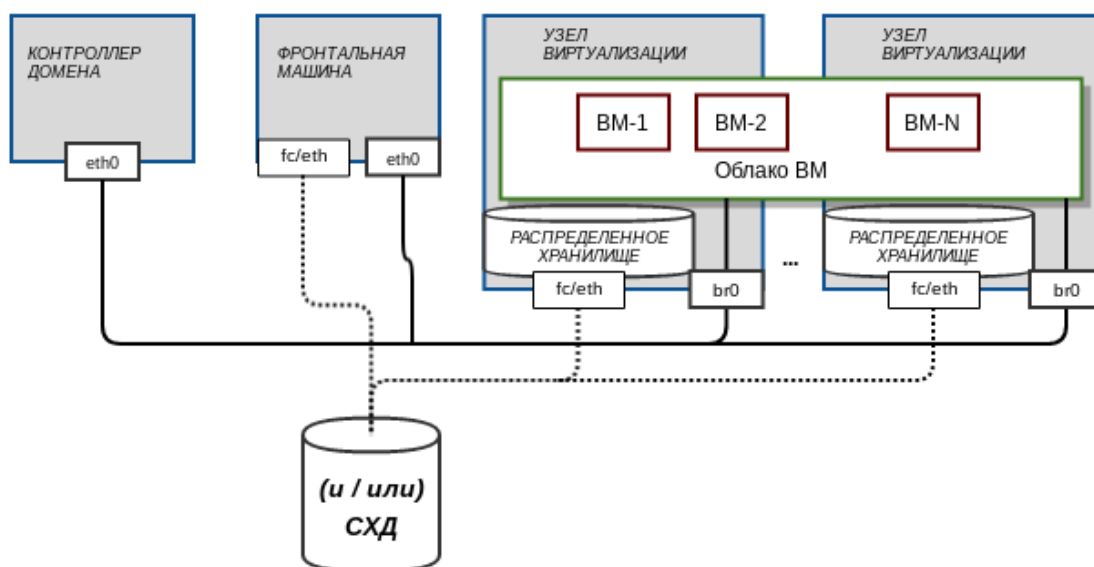 КОНТРОЛЛЕР
ДОМЕНА
eth0
ФРОНТАЛЬНАЯ
МАШИНА
fc/eth
eth0
УЗЕЛ
ВИРТУАЛИЗАЦИИ
УЗЕЛ
ВИРТУАЛИЗАЦИИ
ВМ-1
ВМ-2
ВМ-N
Облако ВМ
РАСПРЕДЕЛЕННОЕ
ХРАНИЛИЩЕ
fc/eth
br0
...
РАСПРЕДЕЛЕННОЕ
ХРАНИЛИЩЕ
fc/eth
br0
(и / или)
СХД